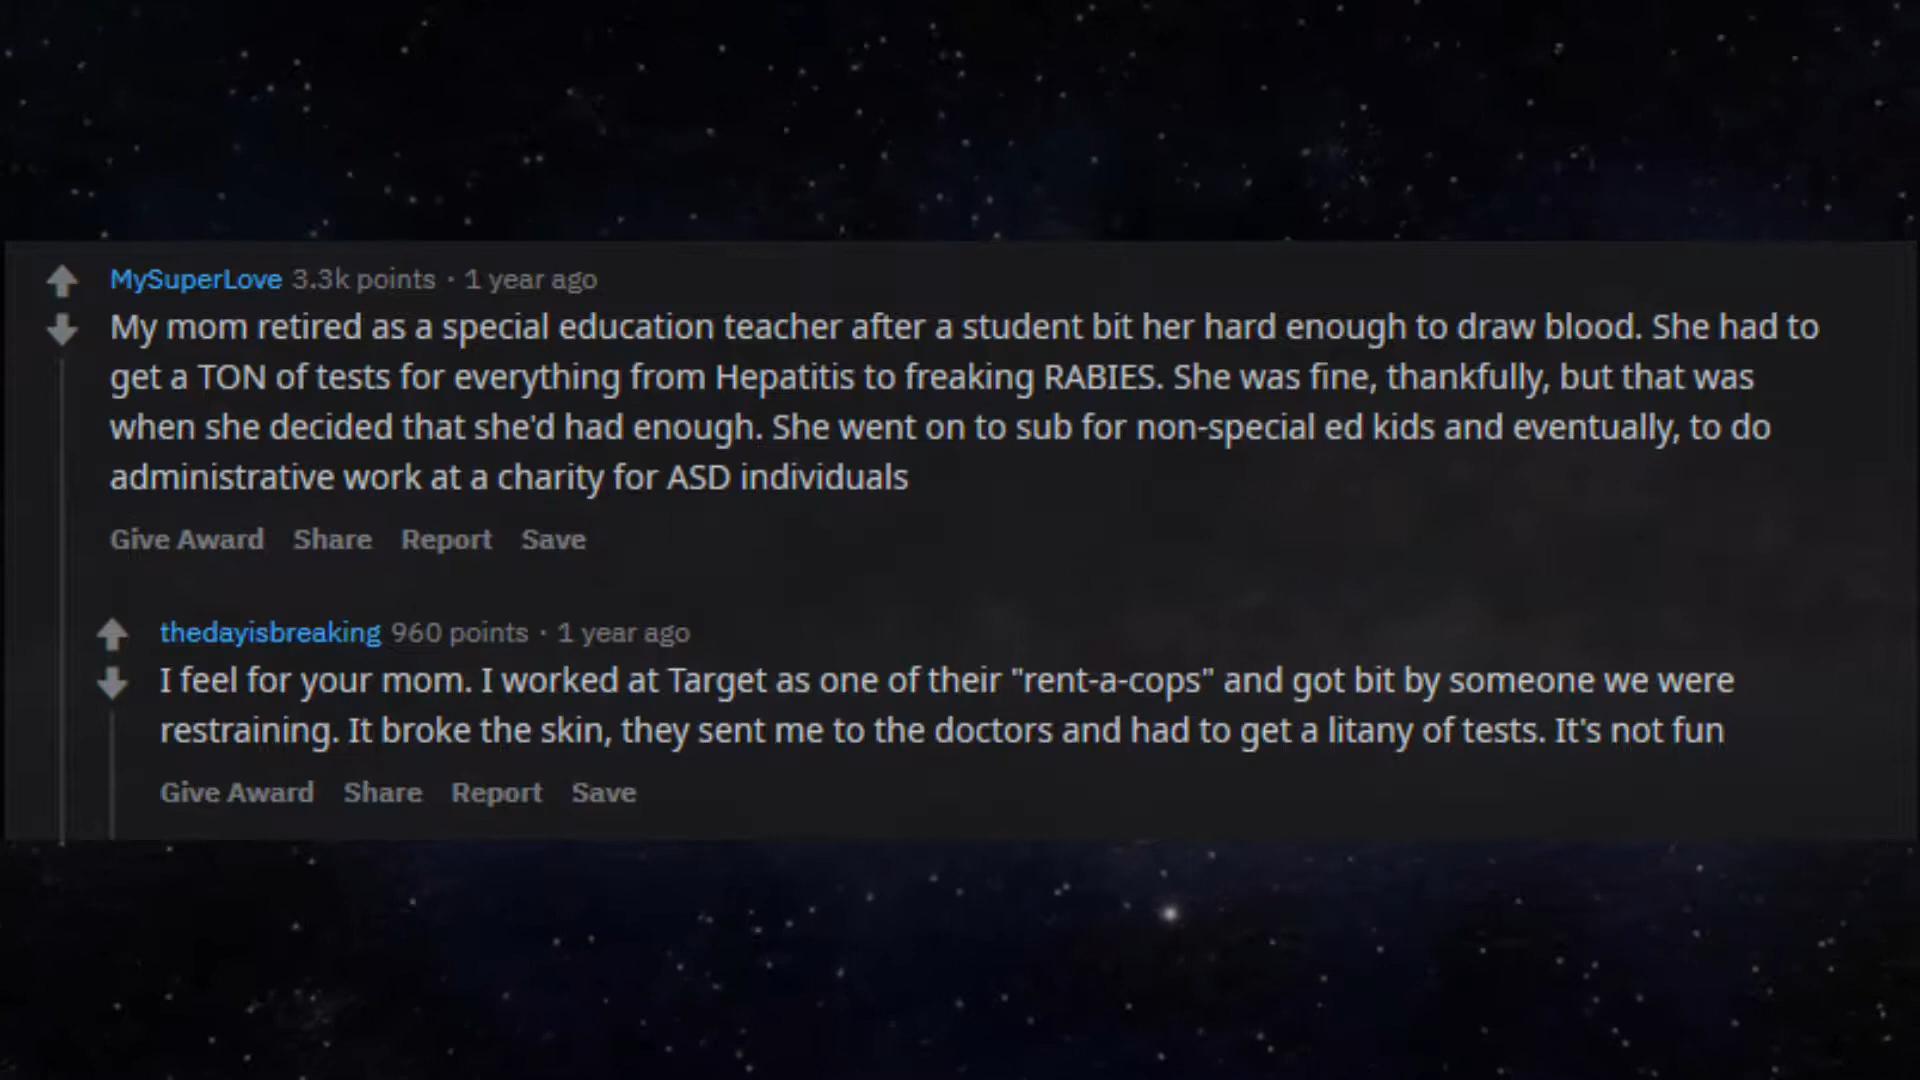 MySuperLove 3.3k points · 1 year ago
My mom retired as a special education teacher after a student bit her hard enough to draw blood. She had to
get a TON of tests for everything from Hepatitis to freaking RABIES. She was fine, thankfully, but that was
when she decided that she'd had enough. She went on to sub for non-special ed kids and eventually, to do
administrative work at a charity for ASD individuals
Give Award Share Report Save
thedayisbreaking 960 points · 1 year ago
I feel for your mom. I worked at Target as one of their "rent-a-cops" and got bit by someone we were
restraining. It broke the skin, they sent me to the doctors and had to get a litany of tests. It's not fun
Give Award Share Report Save